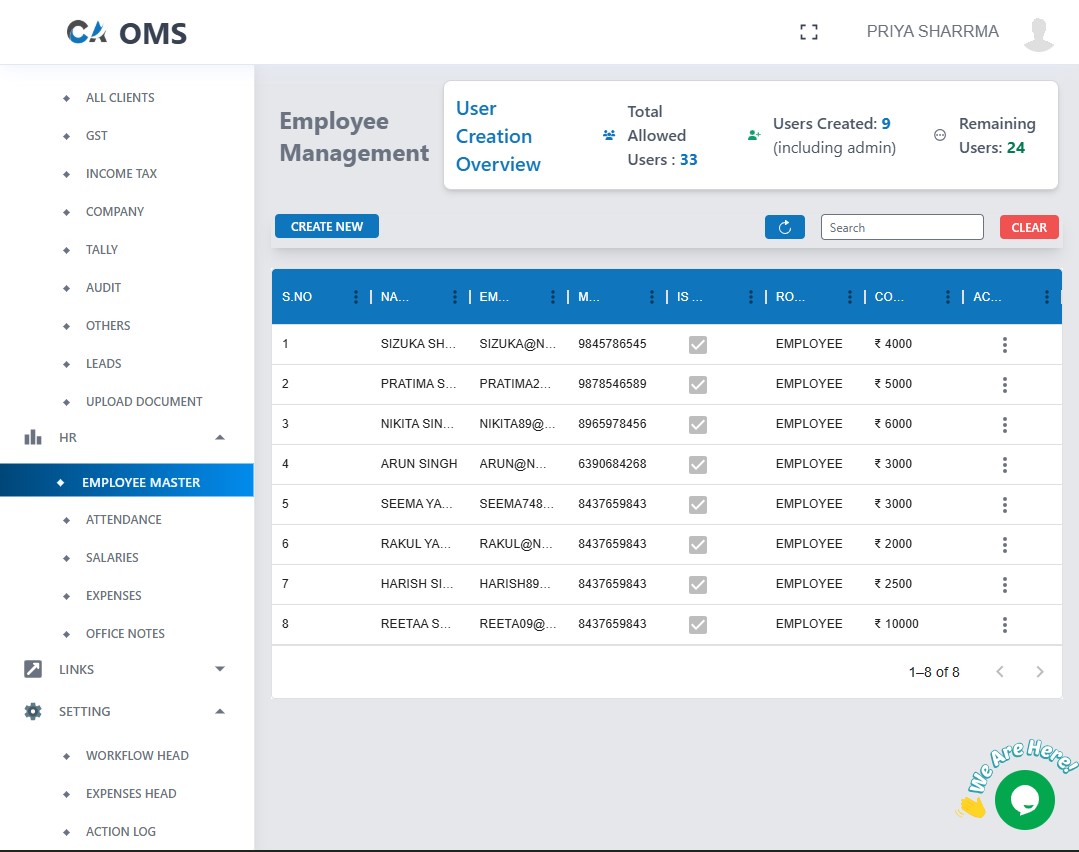 CA OMS
PRIYA SHARRMA
ALL CLIENTS
GST
INCOME TAX
COMPANY
TALLY
AUDIT
OTHERS
LEADS
UPLOAD DOCUMENT
HR
EMPLOYEE MASTER
ATTENDANCE
SALARIES
EXPENSES
OFFICE NOTES
LINKS
SETTING
WORKFLOW HEAD
EXPENSES HEAD
ACTION LOG
Employee
Management
User
Creation
Overview
Total
Allowed
Users : 33
Users Created: 9
(including admin)
Remaining
Users: 24
CREATE NEW
Search
CLEAR
S.NO NA... EM... M... IS ... RO... CO... AC...
1 SIZUKA SH... SIZUKA@N... 9845786545 EMPLOYEE ₹ 4000
2 PRATIMA S... PRATIMA2... 9878546589 EMPLOYEE ₹ 5000
3 NIKITA SIN... NIKITA89@... 8965978456 EMPLOYEE ₹ 6000
4 ARUN SINGH ARUN@N... 6390684268 EMPLOYEE ₹ 3000
5 SEEMA YA... SEEMA748... 8437659843 EMPLOYEE ₹ 3000
6 RAKUL YA... RAKUL@N... 8437659843 EMPLOYEE ₹ 2000
7 HARISH SI... HARISH89... 8437659843 EMPLOYEE ₹ 2500
8 REETAA S... REETA09@... 8437659843 EMPLOYEE ₹ 10000
1–8 of 8
We Are Here!